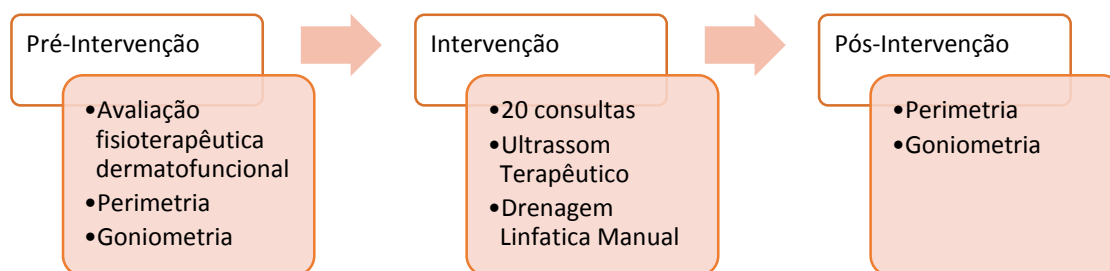 Pré-Intervenção
•Avaliação
fisioterapêutica
dermatofuncional
•Perimetria
•Goniometria
Intervenção
•20 consultas
•Ultrassom
Terapêutico
•Drenagem
Linfatica Manual
Pós-Intervenção
•Perimetria
•Goniometria